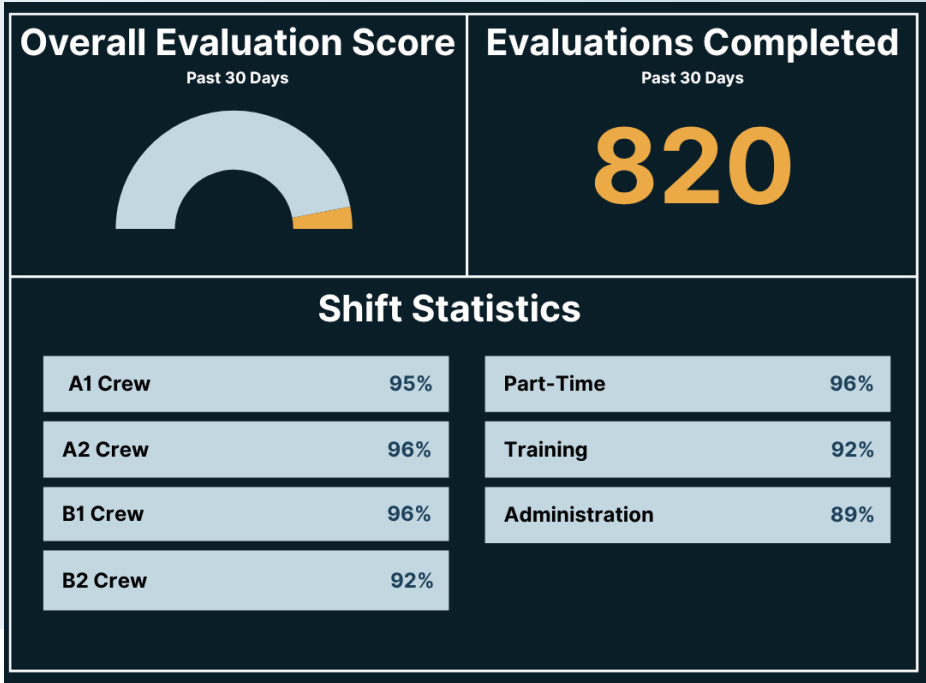 Overall Evaluation Score
Past 30 Days
Evaluations Completed
Past 30 Days
820
Shift Statistics
A1 Crew 95%
A2 Crew 96%
B1 Crew 96%
B2 Crew 92%
Part-Time 96%
Training 92%
Administration 89%